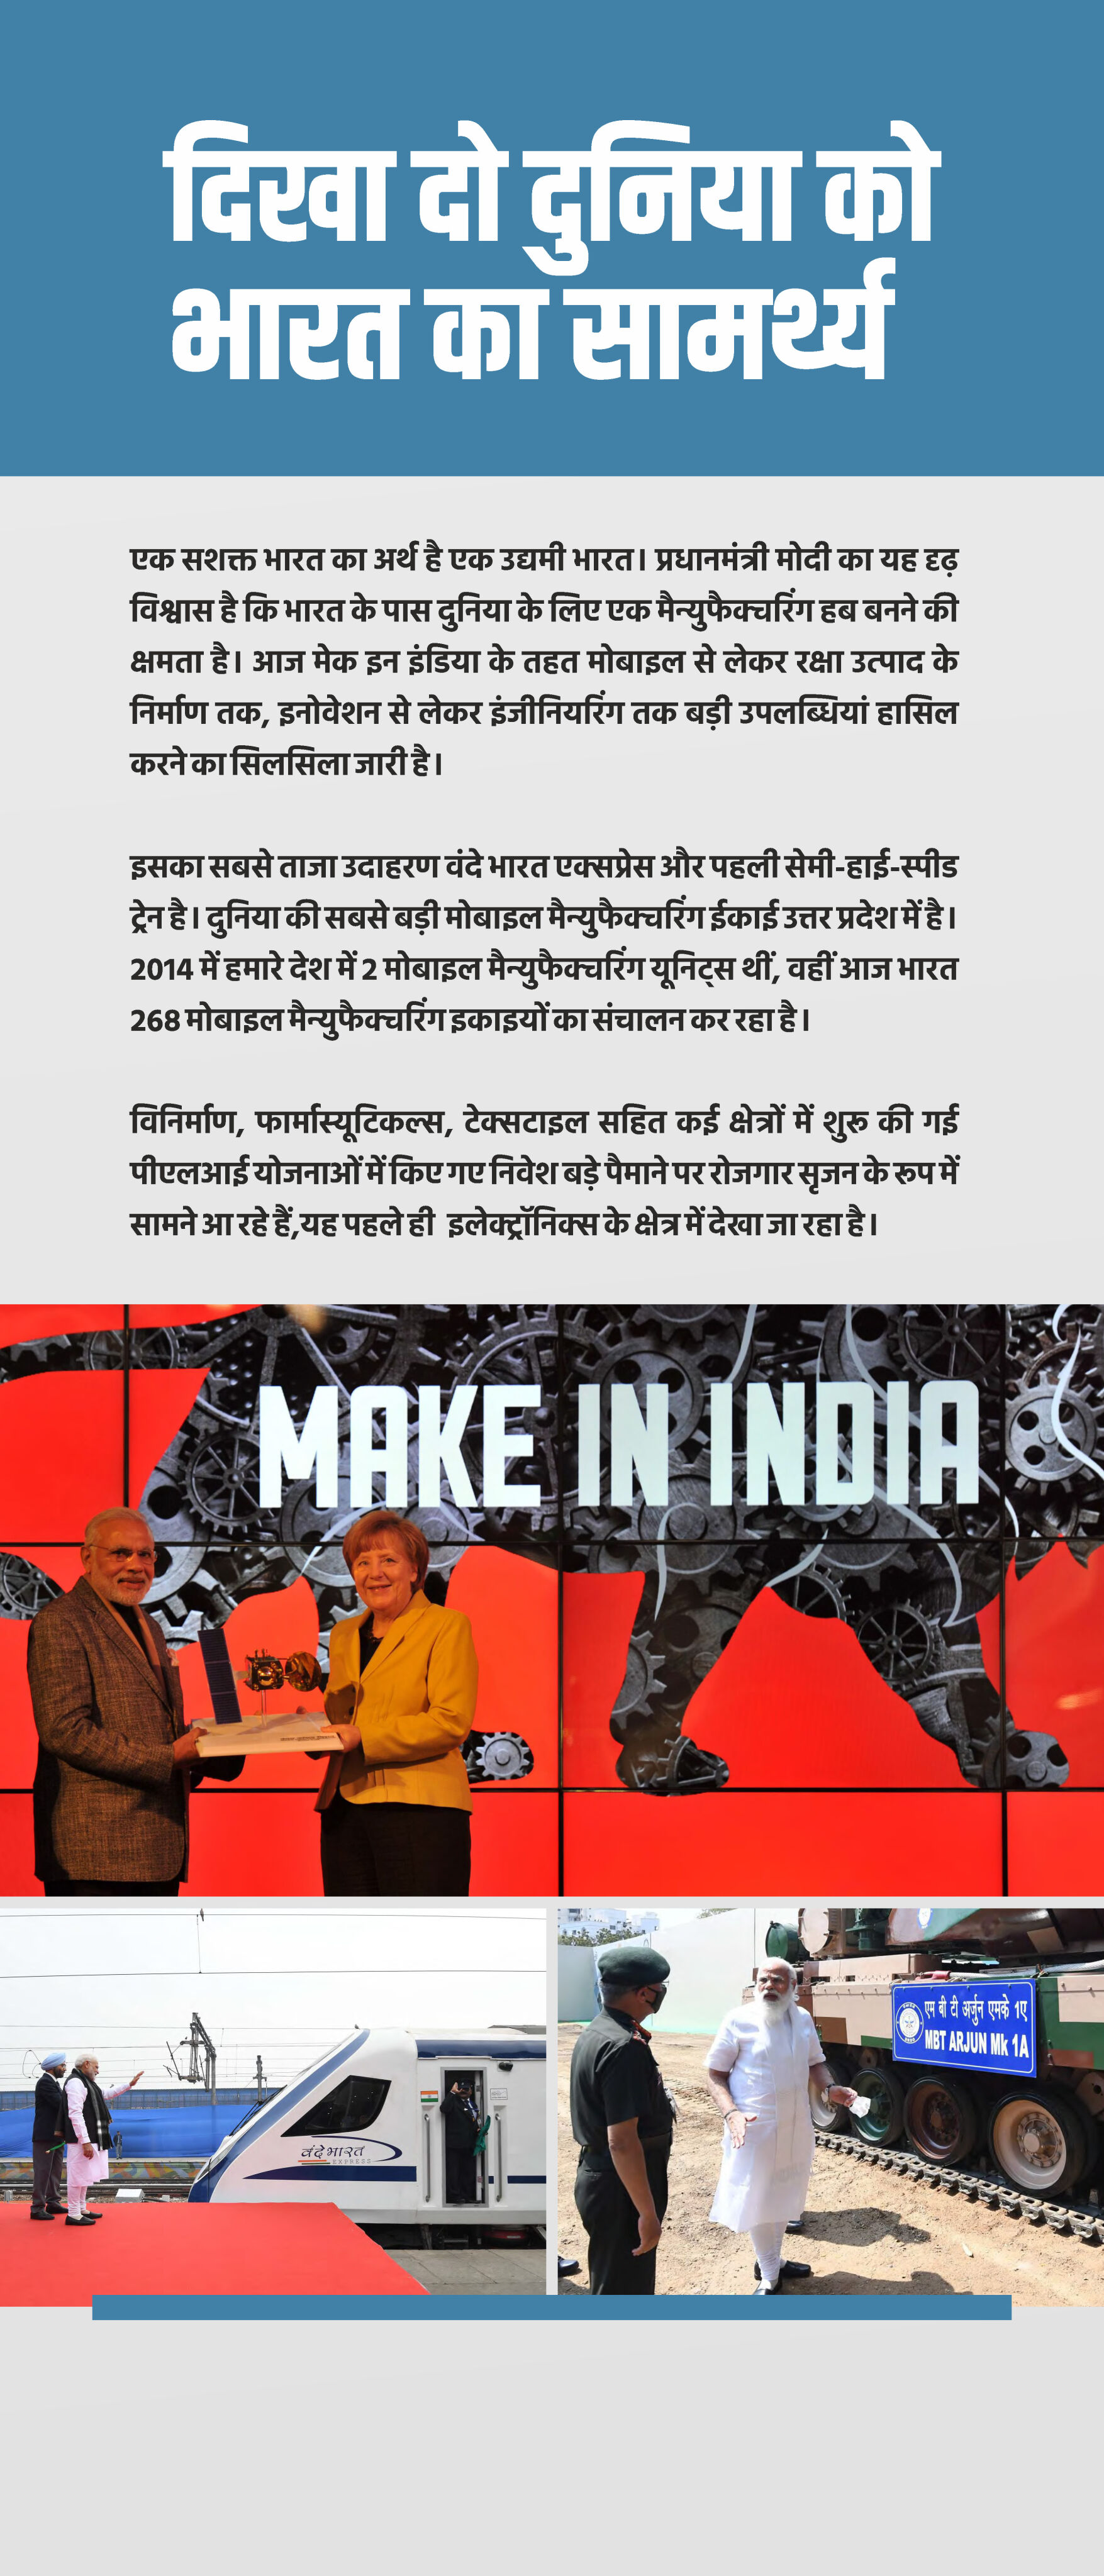 दिखा दो दुनिया को
भारत का सामर्थ्य
एक सशक्त भारत का अर्थ है एक उद्यमी भारत। प्रधानमंत्री मोदी का यह दृढ़
विश्वास है कि भारत के पास दुनिया के लिए एक मैन्युफैक्चरिंग हब बनने की
क्षमता है। आज मेक इन इंडिया के तहत मोबाइल से लेकर रक्षा उत्पाद के
निर्माण तक, इनोवेशन से लेकर इंजीनियरिंग तक बड़ी उपलब्धियां हासिल
करने का सिलसिला जारी है।
इसका सबसे ताजा उदाहरण वंदे भारत एक्सप्रेस और पहली सेमी-हाई-स्पीड
ट्रेन है। दुनिया की सबसे बड़ी मोबाइल मैन्युफैक्चरिंग ईकाई उत्तर प्रदेश में है।
2014 में हमारे देश में 2 मोबाइल मैन्युफैक्चरिंग यूनिट्स थीं, वहीं आज भारत
268 मोबाइल मैन्युफैक्चरिंग इकाइयों का संचालन कर रहा है।
विनिर्माण, फार्मास्यूटिकल्स, टेक्सटाइल सहित कई क्षेत्रों में शुरू की गई
पीएलआई योजनाओं में किए गए निवेश बड़े पैमाने पर रोजगार सृजन के रूप में
सामने आ रहे हैं,यह पहले ही इलेक्ट्रॉनिक्स के क्षेत्र में देखा जा रहा है।
MAKE IN INDIA
वंदे भारत
EXPRESS
एम बी टी अर्जुन एमके १ए
MBT ARJUN Mk 1A